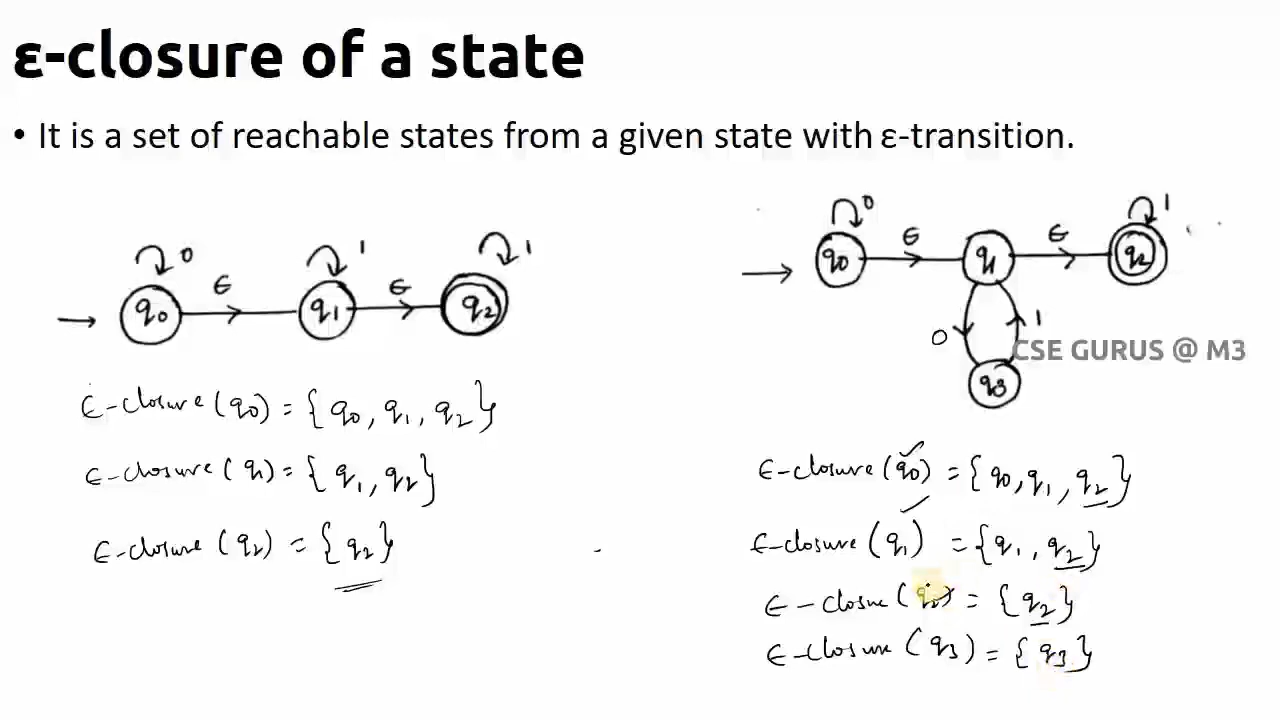 ε-closure of a state
• It is a set of reachable states from a given state with ε-transition.
0 1 1
ϵ ϵ
q0 q1 q2
ϵ-closure (q0) = {q0, q1, q2}
ϵ-closure (q1) = {q1, q2}
ϵ-closure (q2) = {q2}
0 1
ϵ ϵ
q0 q1 q2
0 1
CSE GURUS @ M3
q3
ϵ-closure (q0) = {q0, q1, q2}
ϵ-closure (q1) = {q1, q2}
ϵ-closue (q2) = {q2}
ϵ-closure (q3) = {q3}